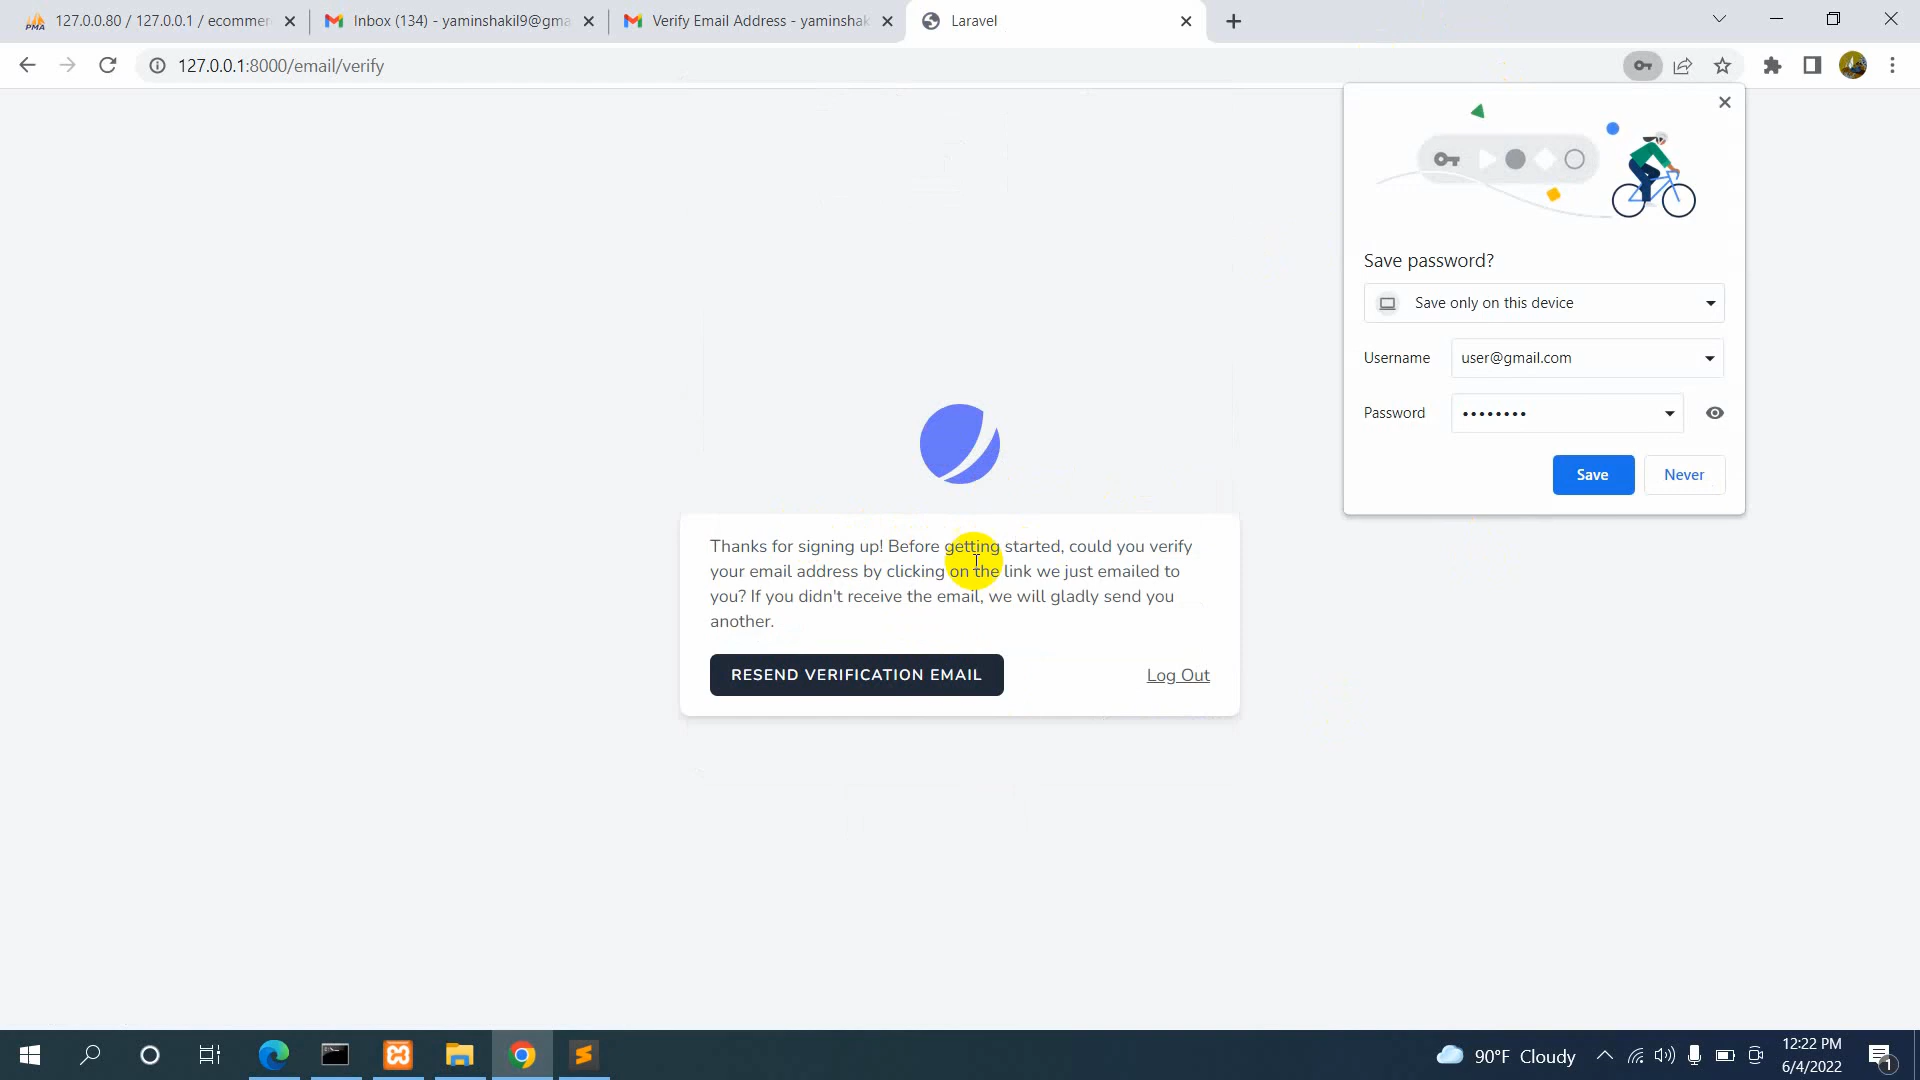 PMA
127.0.0.80 / 127.0.0.1 / ecomme
Inbox (134) - yaminshakil9@gma
Verify Email Address - yaminshak
Laravel
127.0.0.1:8000/email/verify
Save password?
Save only on this device
Username
user@gmail.com
Password
••••••••
Save
Never
Thanks for signing up! Before getting started, could you verify
your email address by clicking on the link we just emailed to
you? If you didn't receive the email, we will gladly send you
another.
RESEND VERIFICATION EMAIL
Log Out
90°F Cloudy
12:22 PM
6/4/2022
1